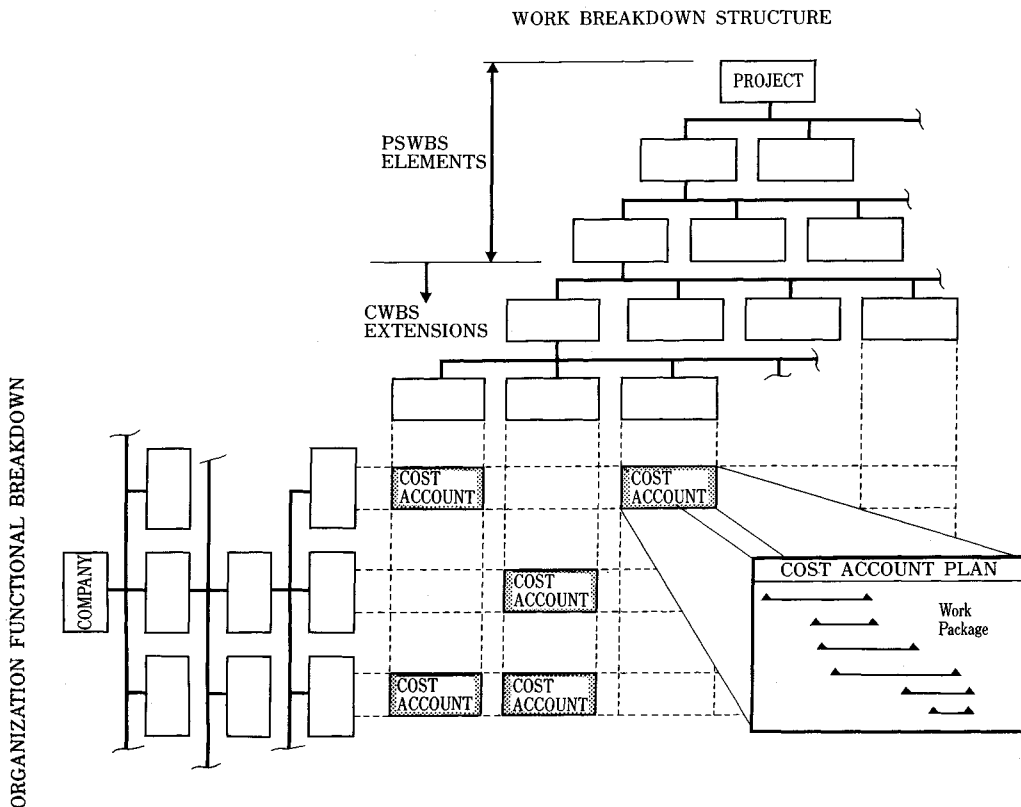 WORK BREAKDOWN STRUCTURE
PROJECT
PSWBS
ELEMENTS
CWBS
EXTENSIONS
ORGANIZATION FUNCTIONAL BREAKDOWN
COMPANY
COST
ACCOUNT
COST
ACCOUNT
COST
ACCOUNT
COST
ACCOUNT
COST
ACCOUNT
COST ACCOUNT PLAN
Work
Package